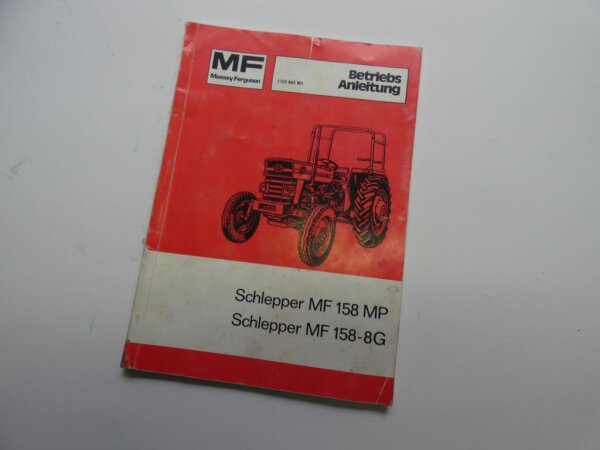 MF
Massey Ferguson
Betriebs
Anleitung
Schlepper MF 158 MP
Schlepper MF 158-8G